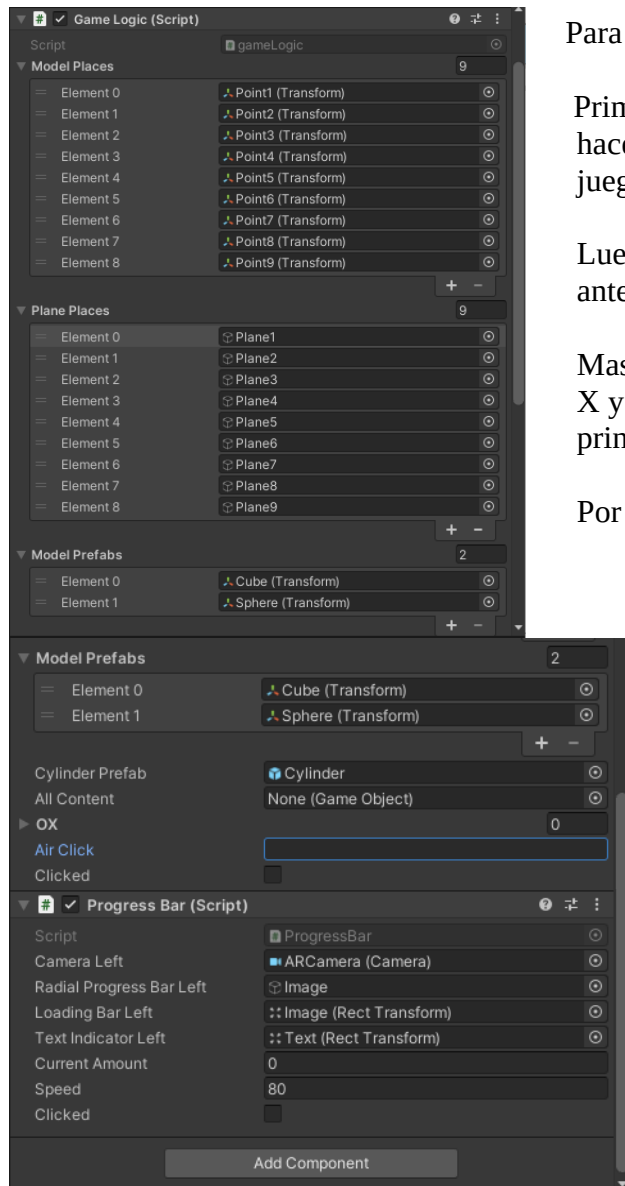 Game Logic (Script)
Script gameLogic
Model Places 9
Element 0 Point1 (Transform)
Element 1 Point2 (Transform)
Element 2 Point3 (Transform)
Element 3 Point4 (Transform)
Element 4 Point5 (Transform)
Element 5 Point6 (Transform)
Element 6 Point7 (Transform)
Element 7 Point8 (Transform)
Element 8 Point9 (Transform)
+ −
Plane Places 9
Element 0 Plane1
Element 1 Plane2
Element 2 Plane3
Element 3 Plane4
Element 4 Plane5
Element 5 Plane6
Element 6 Plane7
Element 7 Plane8
Element 8 Plane9
+ −
Model Prefabs 2
Element 0 Cube (Transform)
Element 1 Sphere (Transform)
+ −
Model Prefabs 2
Element 0 Cube (Transform)
Element 1 Sphere (Transform)
+ −
Cylinder Prefab Cylinder
All Content None (Game Object)
OX 0
Air Click
Clicked
Progress Bar (Script)
Script ProgressBar
Camera Left ARCamera (Camera)
Radial Progress Bar Left Image
Loading Bar Left Image (Rect Transform)
Text Indicator Left Text (Rect Transform)
Current Amount 0
Speed 80
Clicked
Add Component
Para
X y
Por